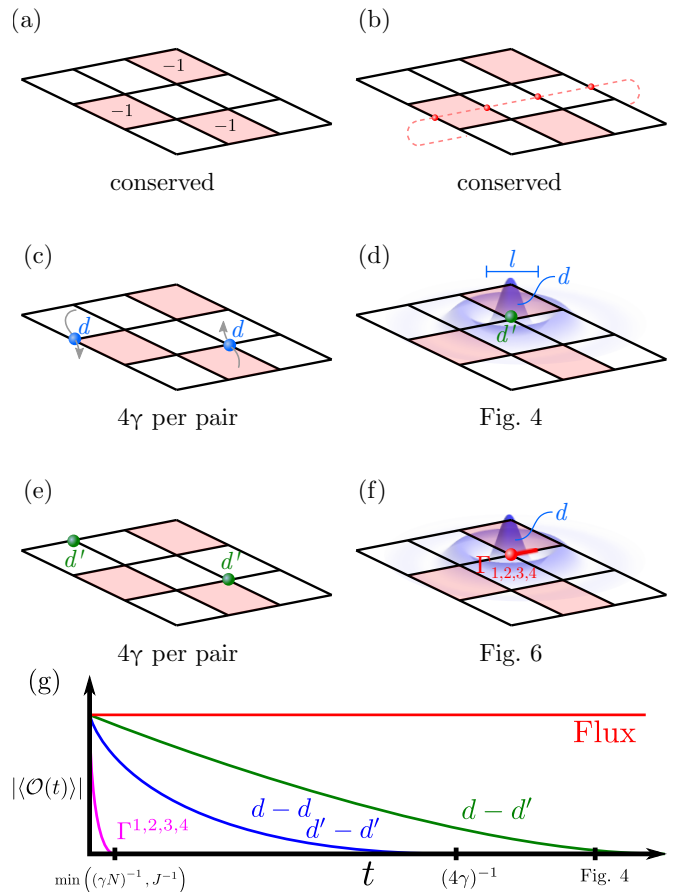 (a)
(b)
−1
−1
−1
conserved
conserved
(c)
(d)
l
d
d
d
d′
4γ per pair
Fig. 4
(e)
(f)
d
d′
d′
Γ1,2,3,4
4γ per pair
Fig. 6
(g)
Flux
|⟨𝒪(t)⟩|
d − d
d − d′
Γ1,2,3,4
d′ − d′
min((γN)−1, J−1)
t
(4γ)−1
Fig. 4